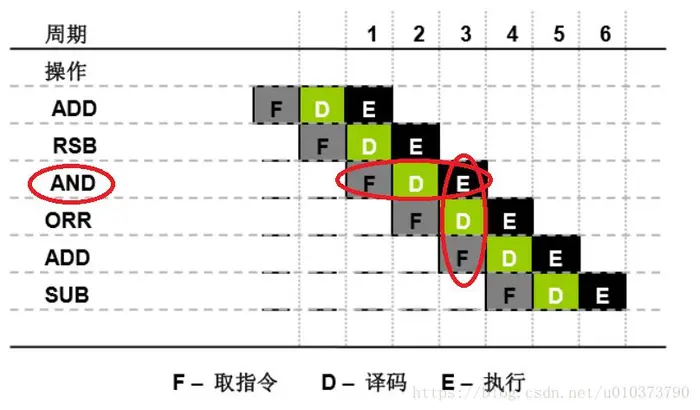 周期 1 2 3 4 5 6
操作
ADD F D E
RSB F D E
AND F D E
ORR F D E
ADD F D E
SUB F D E
F – 取指令 D – 译码 E – 执行
https://blog.csdn.net/u010373790